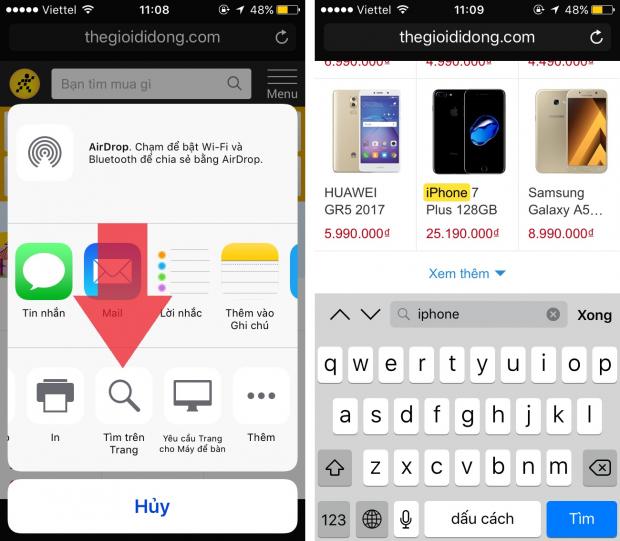 Viettel 11:08 48%
thegioididong.com
Bạn tìm mua gì
Menu
AirDrop. Chạm để bật Wi-Fi và
Bluetooth để chia sẻ bằng AirDrop.
Tin nhắn
Mail
Lời nhắc
Thêm vào
Ghi chú
In
Tìm trên
Trang
Yêu cầu Trang
cho Máy để bàn
Thêm
Hủy
Viettel 11:09 48%
thegioididong.com
6.990.000₫ 4.990.000₫ 4.490.000₫
HUAWEI
GR5 2017
5.990.000₫
iPhone 7
Plus 128GB
25.190.000₫
Samsung
Galaxy A5...
8.990.000₫
Xem thêm
iphone
Xong
q w e r t y u i o p
a s d f g h j k l
z x c v b n m
123 dấu cách Tìm